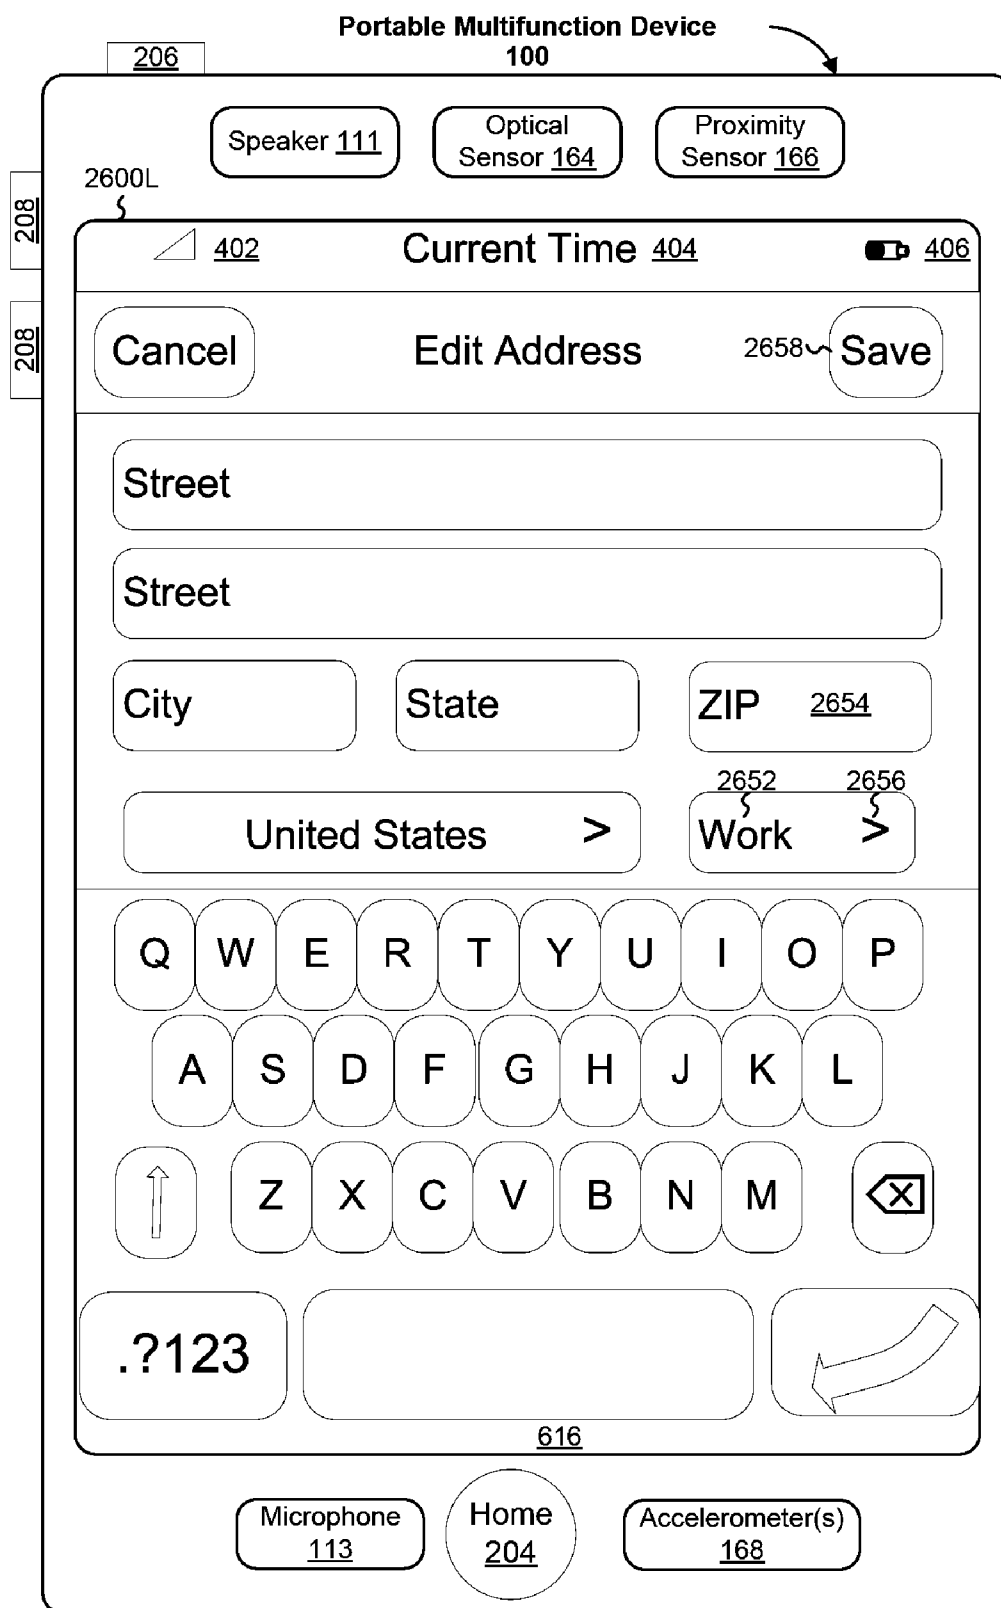 Portable Multifunction Device
100
206
Speaker 111
Optical
Sensor 164
Proximity
Sensor 166
2600L
208
208
402
Current Time 404
406
Cancel
Edit Address
2658
Save
Street
Street
City
State
ZIP 2654
2652
2656
United States >
Work >
Q W E R T Y U I O P
A S D F G H J K L
Z X C V B N M
.?123
616
Microphone
113
Home
204
Accelerometer(s)
168